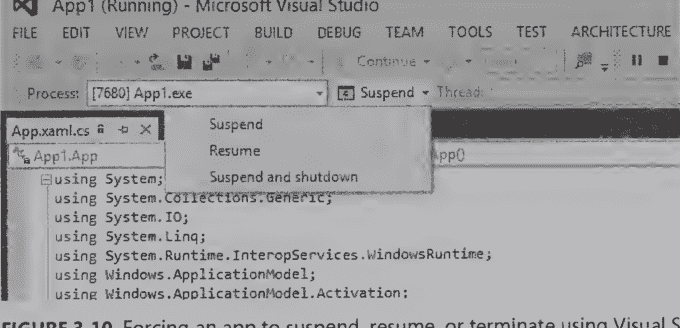 App1 (Running) - Microsoft Visual Studio
FILE EDIT VIEW PROJECT BUILD DEBUG TEAM TOOLS TEST ARCHITECTURE
Continue
Process: [7680] App1.exe Suspend Thread:
Suspend
App.xaml.cs
Resume
App1.App App()
Suspend and shutdown
using System;
using System.Collections.Generic;
using System.IO;
using System.Linq;
using System.Runtime.InteropServices.WindowsRuntime;
using Windows.ApplicationModel;
using Windows.ApplicationModel.Activation;
FIGURE 3-10 Forcing an app to suspend, resume, or terminate using Visual S